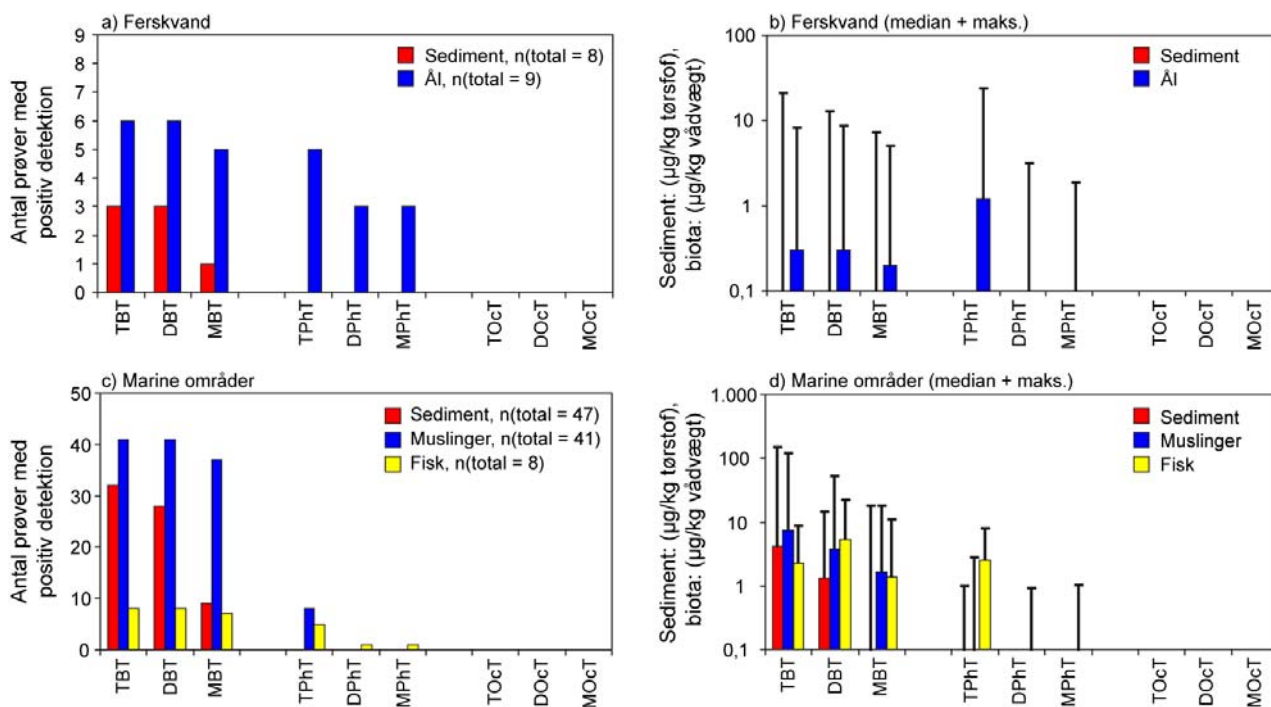 a) Ferskvand
9
8
7
6
5
4
3
2
1
0
Antal prøver med
positiv detektion
Sediment, n(total = 8)
Ål, n(total = 9)
TBT
DBT
MBT
TPhT
DPhT
MPhT
TOcT
DOcT
MOcT
b) Ferskvand (median + maks.)
100
10
1
0,1
Sediment: (µg/kg tørstof),
biota: (µg/kg vådvægt)
Sediment
Ål
TBT
DBT
MBT
TPhT
DPhT
MPhT
TOcT
DOcT
MOcT
c) Marine områder
50
40
30
20
10
0
Antal prøver med
positiv detektion
Sediment, n(total = 47)
Muslinger, n(total = 41)
Fisk, n(total = 8)
TBT
DBT
MBT
TPhT
DPhT
MPhT
TOcT
DOcT
MOcT
d) Marine områder (median + maks.)
1.000
100
10
1
0,1
Sediment: (µg/kg tørstof),
biota: (µg/kg vådvægt)
Sediment
Muslinger
Fisk
TBT
DBT
MBT
TPhT
DPhT
MPhT
TOcT
DOcT
MOcT